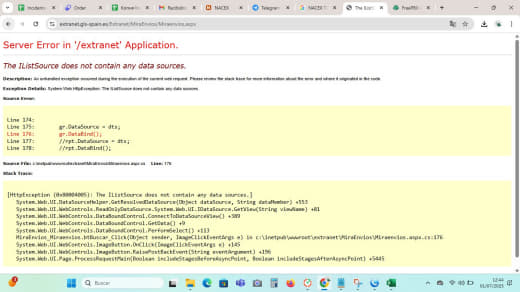 Incidenc
Order
Konve ln
Recibidos
NACEX
Telegram
NACEX T
The IListS
FreePBX
extranet.gls-spain.es/Extranet/MiraEnvios/Miraenvios.aspx
Server Error in '/extranet' Application.
The IListSource does not contain any data sources.
Description: An unhandled exception occurred during the execution of the current web request. Please review the stack trace for more information about the error and where it originated in the code.
Exception Details: System.Web.HttpException: The IListSource does not contain any data sources.
Source Error:
Line 174:
Line 175: gr.DataSource = dts;
Line 176: gr.DataBind();
Line 177: //rpt.DataSource = dts;
Line 178: //rpt.DataBind();
Source File: c:\inetpub\wwwroot\extranet\MiraEnvios\Miraenvios.aspx.cs Line: 176
Stack Trace:
[HttpException (0x80004005): The IListSource does not contain any data sources.]
System.Web.UI.DataSourceHelper.GetResolvedDataSource(Object dataSource, String dataMember) +553
System.Web.UI.WebControls.ReadOnlyDataSource.System.Web.UI.IDataSource.GetView(String viewName) +81
System.Web.UI.WebControls.DataBoundControl.ConnectToDataSourceView() +389
System.Web.UI.WebControls.DataBoundControl.GetData() +9
System.Web.UI.WebControls.DataBoundControl.PerformSelect() +113
MiraEnvios_Miraenvios.btBuscar_Click(Object sender, ImageClickEventArgs e) in c:\inetpub\wwwroot\extranet\MiraEnvios\Miraenvios.aspx.cs:176
System.Web.UI.WebControls.ImageButton.OnClick(ImageClickEventArgs e) +145
System.Web.UI.WebControls.ImageButton.RaisePostBackEvent(String eventArgument) +196
System.Web.UI.Page.ProcessRequestMain(Boolean includeStagesBeforeAsyncPoint, Boolean includeStagesAfterAsyncPoint) +5445
Buscar
12:44
01/07/2025